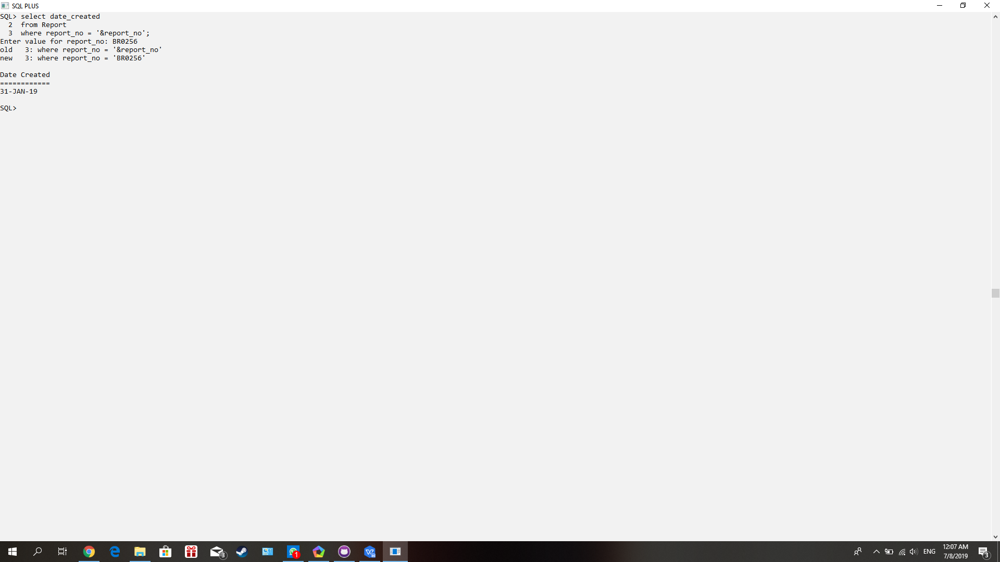 SQL PLUS
SQL> select date_created
  2  from Report
  3  where report_no = '&report_no';
Enter value for report_no: BR0256
old   3: where report_no = '&report_no'
new   3: where report_no = 'BR0256'
Date Created
============
31-JAN-19
SQL>
3
1
ENG
12:07 AM
7/8/2019
3